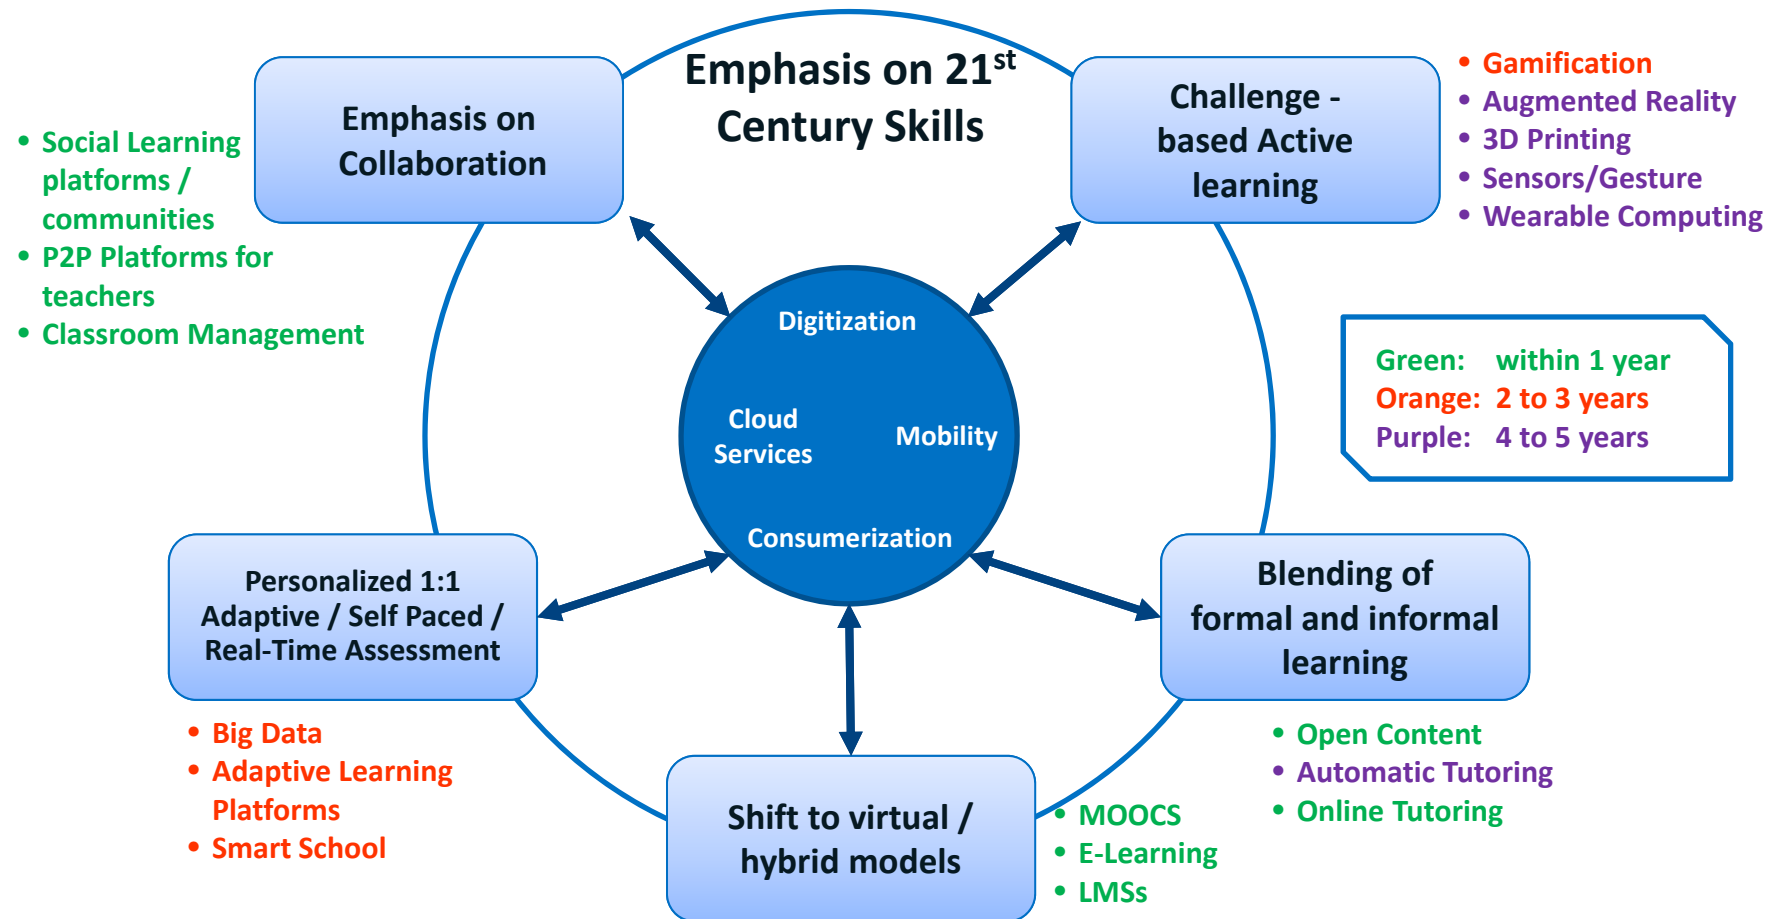 Emphasis on 21st
Century Skills
Emphasis on
Collaboration
• Social Learning
platforms /
communities
• P2P Platforms for
teachers
• Classroom Management
Challenge -
based Active
learning
• Gamification
• Augmented Reality
• 3D Printing
• Sensors/Gesture
• Wearable Computing
Digitization
Cloud
Services
Mobility
Consumerization
Green: within 1 year
Orange: 2 to 3 years
Purple: 4 to 5 years
Personalized 1:1
Adaptive / Self Paced /
Real-Time Assessment
• Big Data
• Adaptive Learning
Platforms
• Smart School
Shift to virtual /
hybrid models
• MOOCS
• E-Learning
• LMSs
Blending of
formal and informal
learning
• Open Content
• Automatic Tutoring
• Online Tutoring